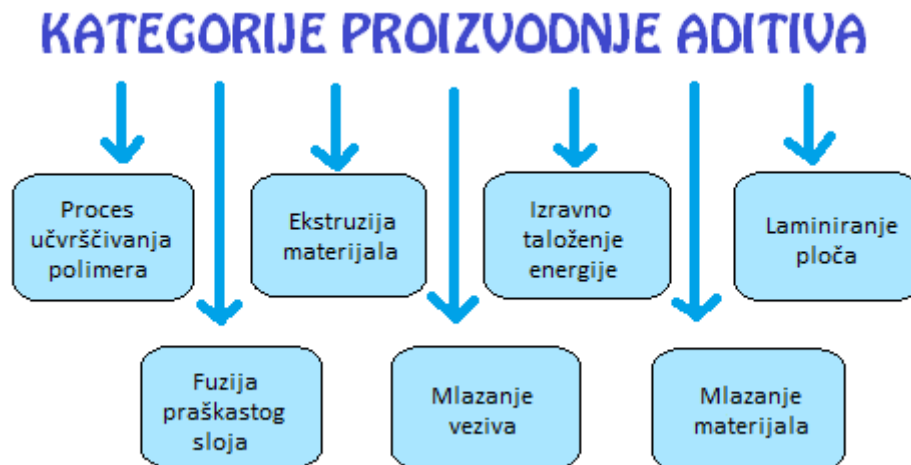 KATEGORIJE PROIZVODNJE ADITIVA
Proces
učvrščivanja
polimera
Ekstruzija
materijala
Izravno
taloženje
energije
Laminiranje
ploča
Fuzija
praškastog
sloja
Mlazanje
veziva
Mlazanje
materijala